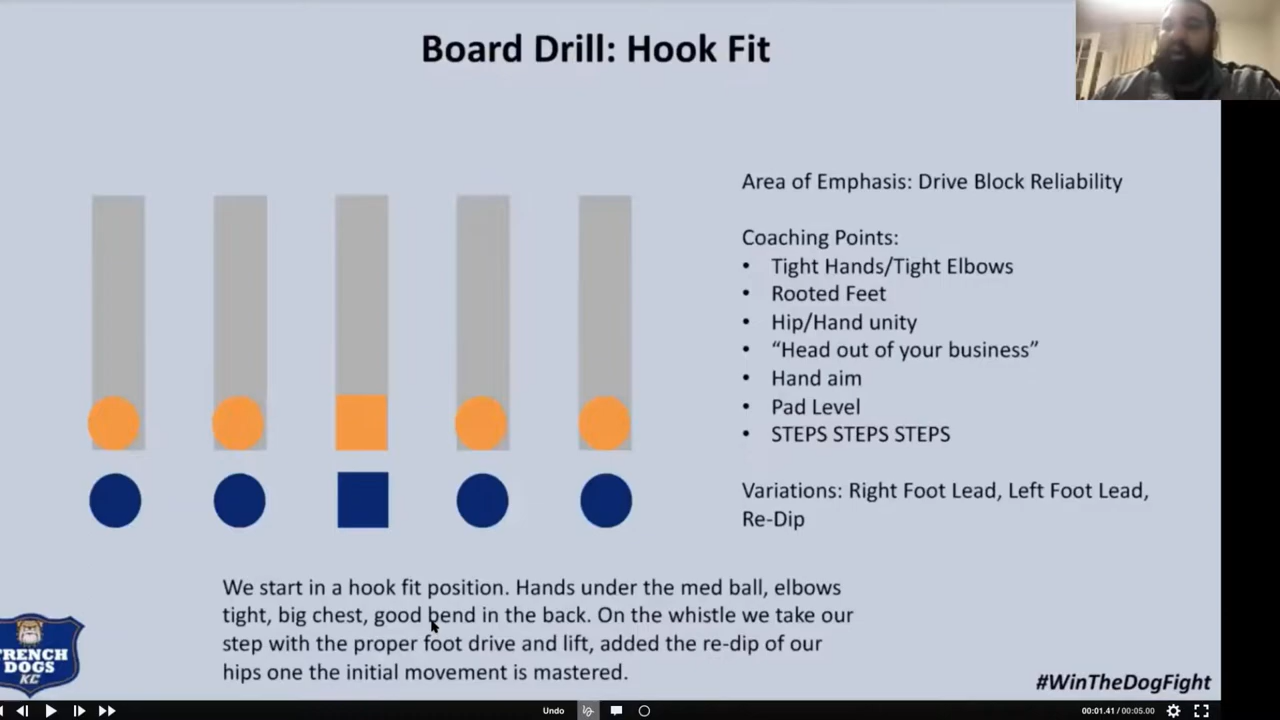 Board Drill: Hook Fit
Area of Emphasis: Drive Block Reliability
Coaching Points:
• Tight Hands/Tight Elbows
• Rooted Feet
• Hip/Hand unity
• “Head out of your business”
• Hand aim
• Pad Level
• STEPS STEPS STEPS
Variations: Right Foot Lead, Left Foot Lead,
Re-Dip
We start in a hook fit position. Hands under the med ball, elbows
tight, big chest, good bend in the back. On the whistle we take our
step with the proper foot drive and lift, added the re-dip of our
hips one the initial movement is mastered.
TRENCH
DOGS
KC
#WinTheDogFight
Undo
00:01.41 / 00:05.00